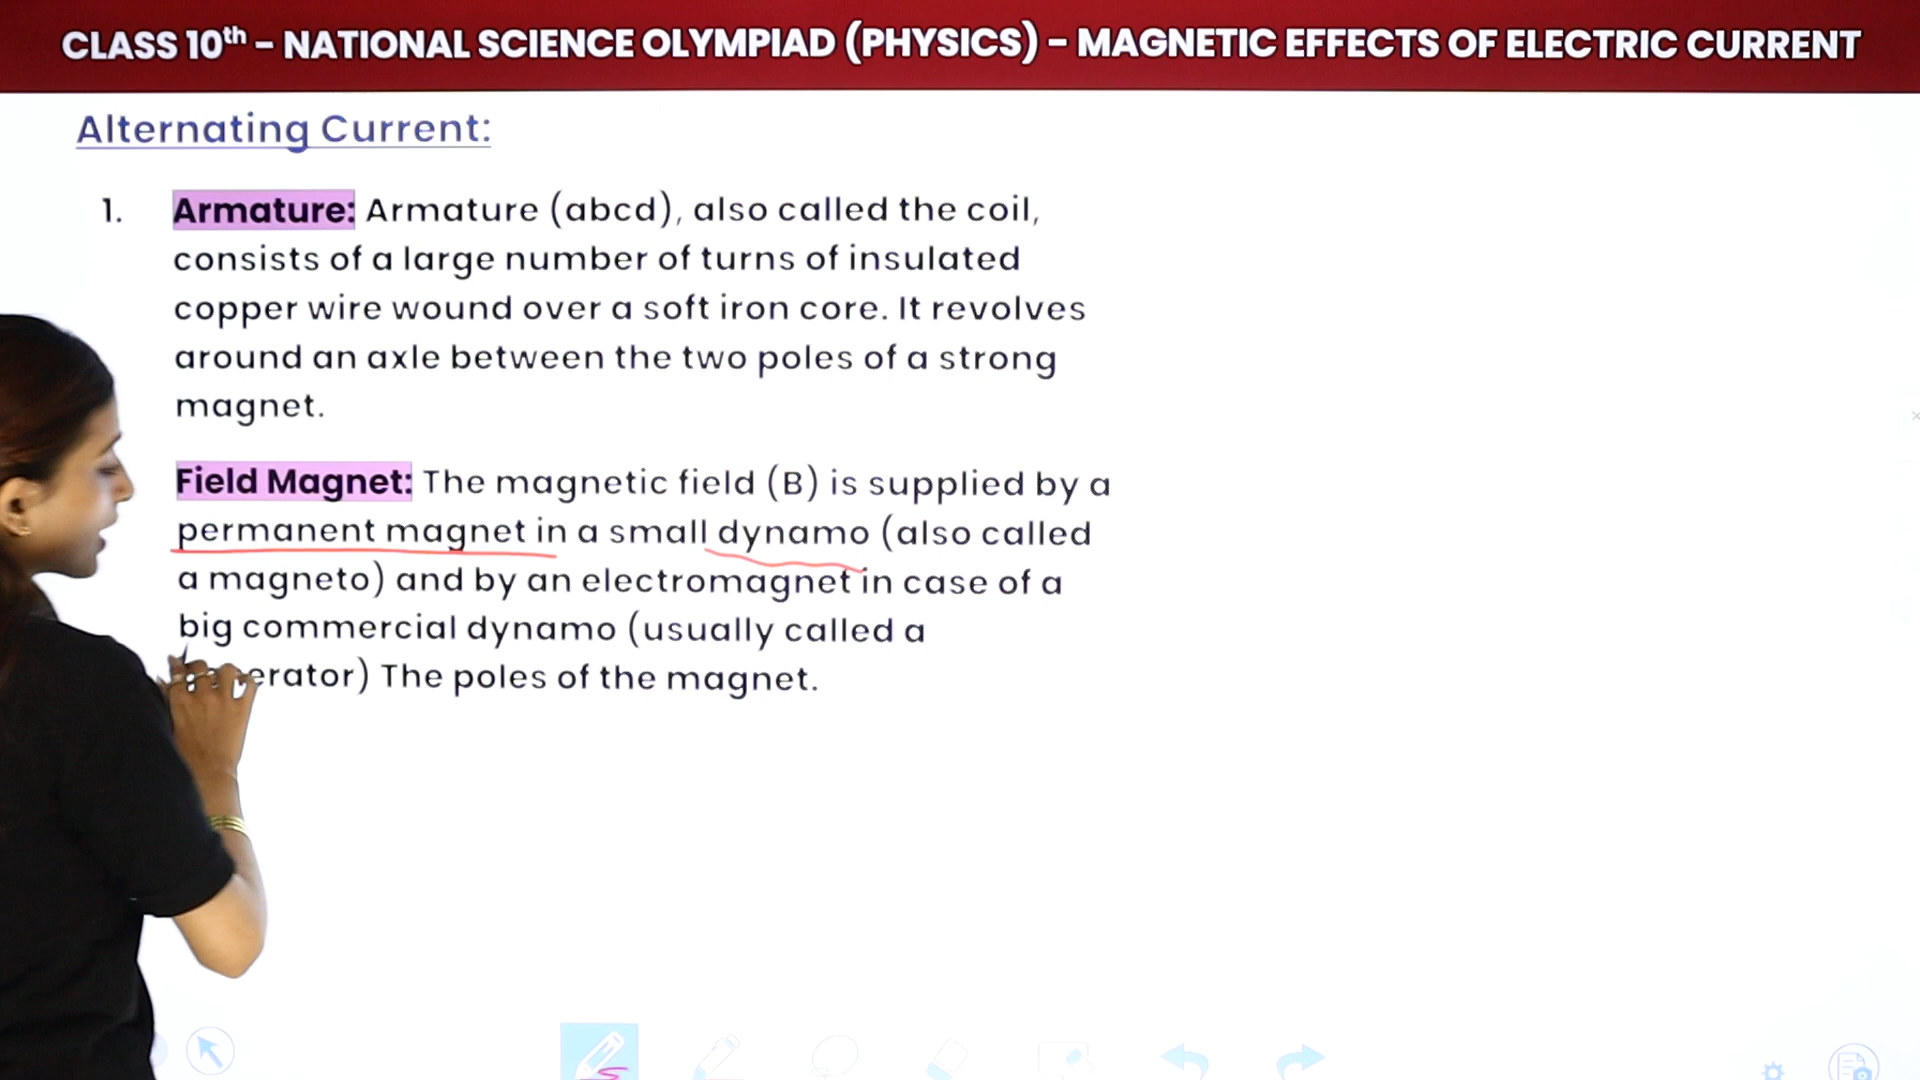 CLASS 10th – NATIONAL SCIENCE OLYMPIAD (PHYSICS) – MAGNETIC EFFECTS OF ELECTRIC CURRENT
Alternating Current:
1. Armature: Armature (abcd), also called the coil,
consists of a large number of turns of insulated
copper wire wound over a soft iron core. It revolves
around an axle between the two poles of a strong
magnet.
Field Magnet: The magnetic field (B) is supplied by a
permanent magnet in a small dynamo (also called
a magneto) and by an electromagnet in case of a
big commercial dynamo (usually called a
The poles of the magnet.